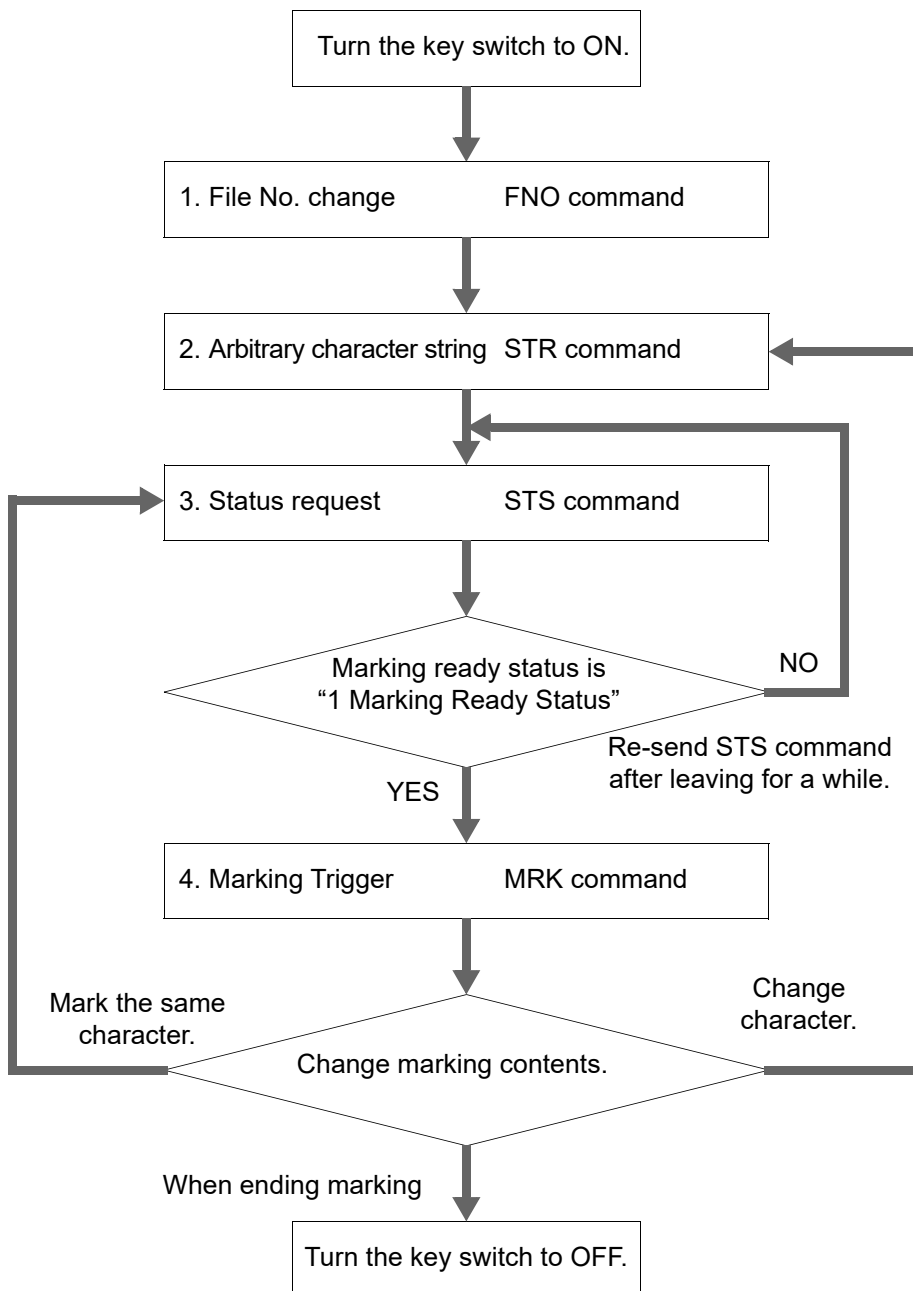 Turn the key switch to ON.
1. File No. change FNO command
2. Arbitrary character string STR command
3. Status request STS command
Marking ready status is
“1 Marking Ready Status”
NO
Re-send STS command
after leaving for a while.
YES
4. Marking Trigger MRK command
Mark the same
character.
Change
character.
Change marking contents.
When ending marking
Turn the key switch to OFF.